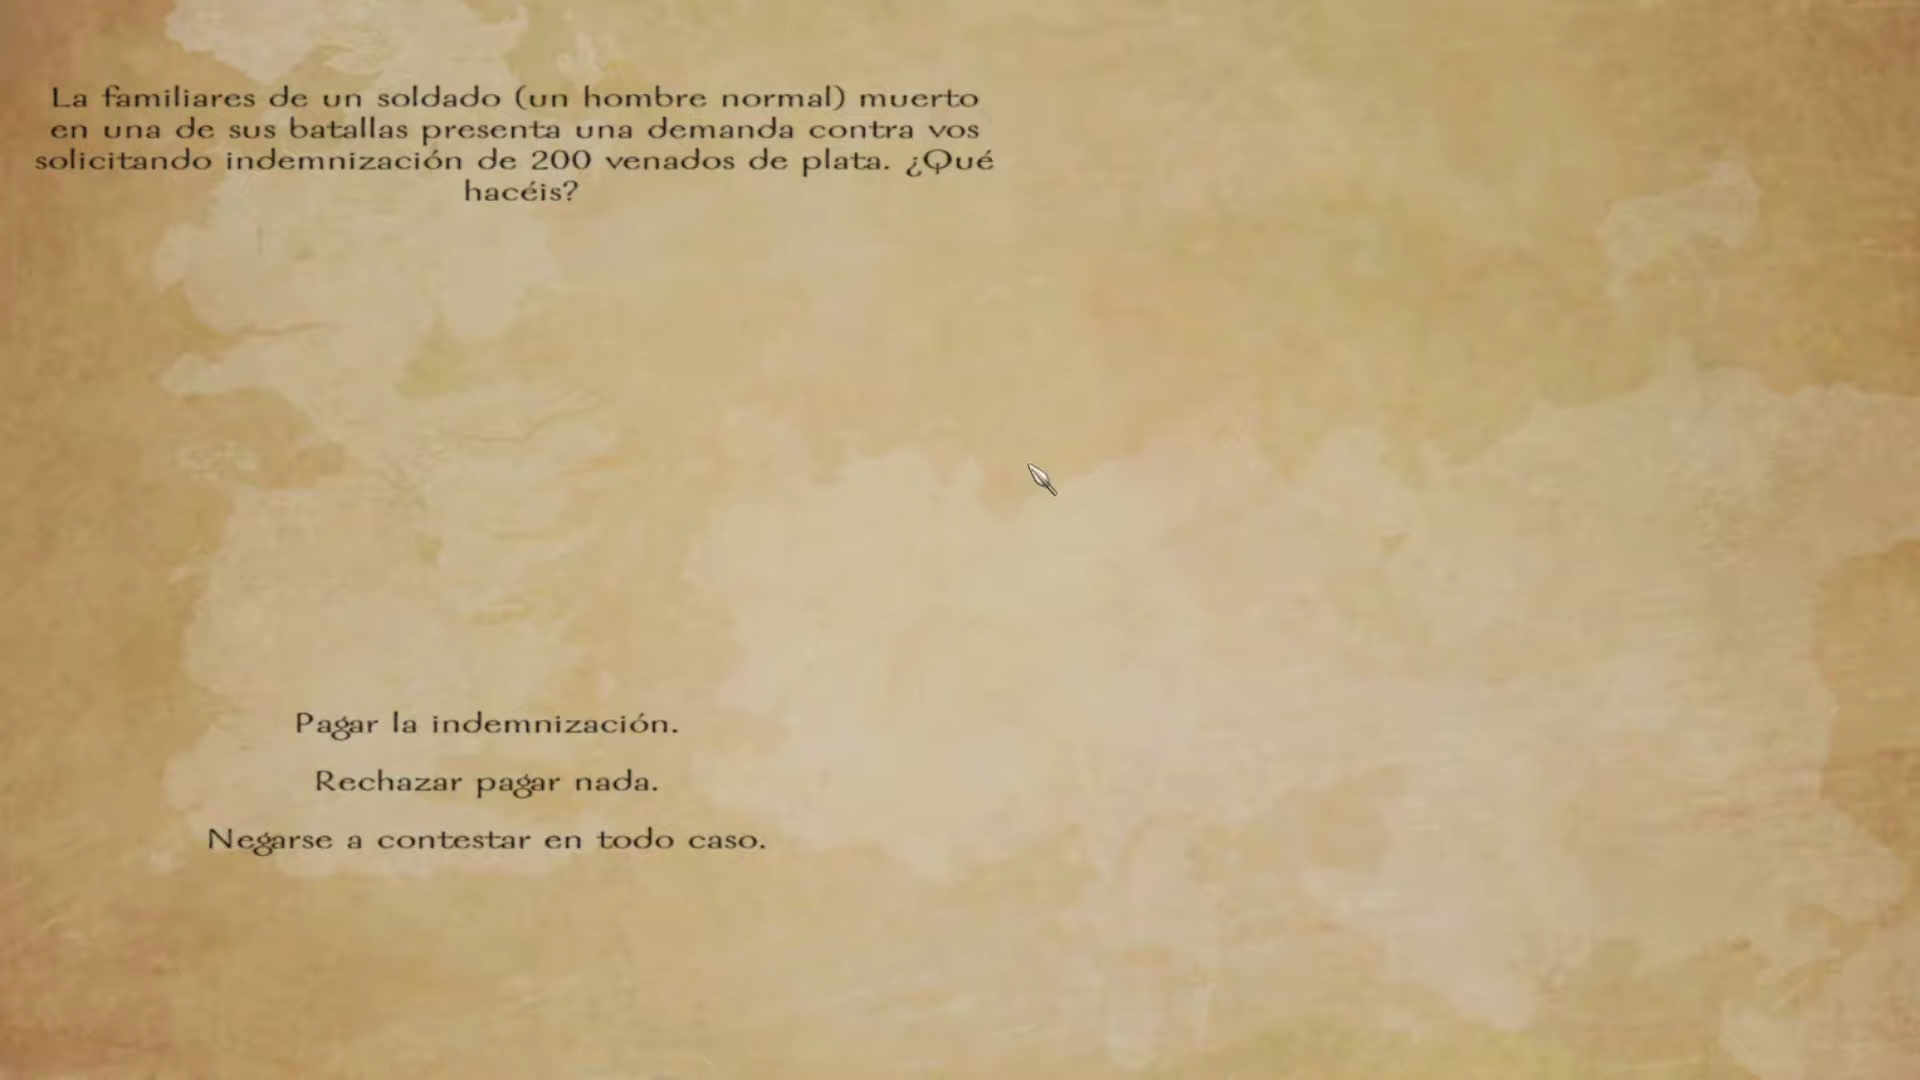 La familiares de un soldado (un hombre normal) muerto
en una de sus batallas presenta una demanda contra vos
solicitando indemnización de 200 venados de plata. ¿Qué
hacéis?
Pagar la indemnización.
Rechazar pagar nada.
Negarse a contestar en todo caso.